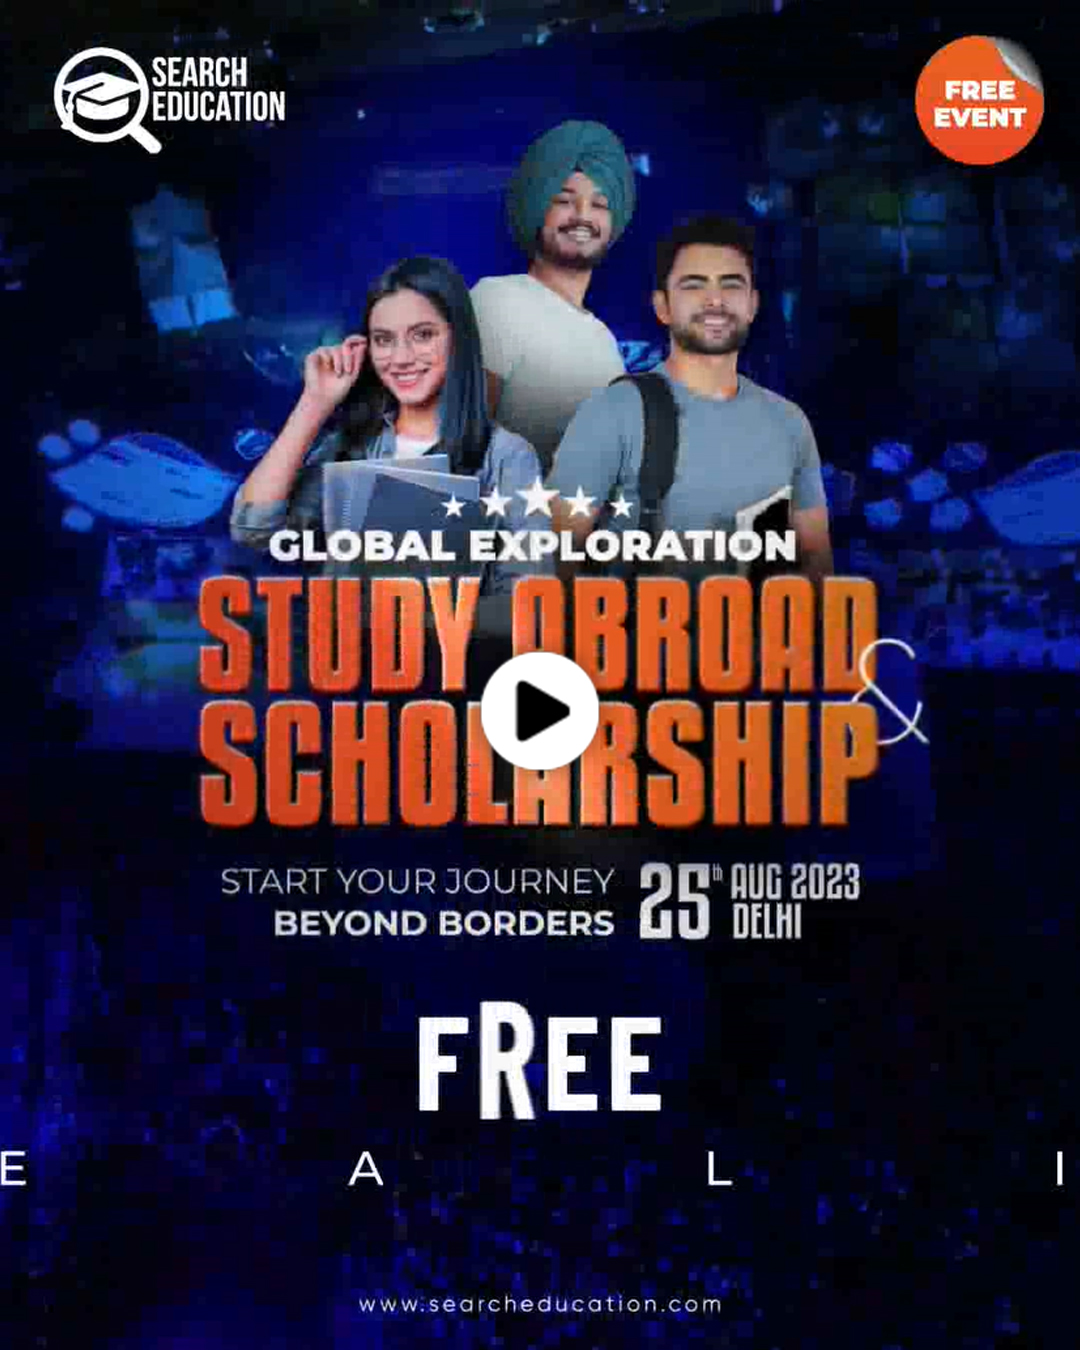 SEARCH
EDUCATION
FREE
EVENT
GLOBAL EXPLORATION
STUDY ABROAD
&
SCHOLARSHIP
START YOUR JOURNEY
BEYOND BORDERS
25th AUG 2023
DELHI
FREE
E A L I
www.searcheducation.com